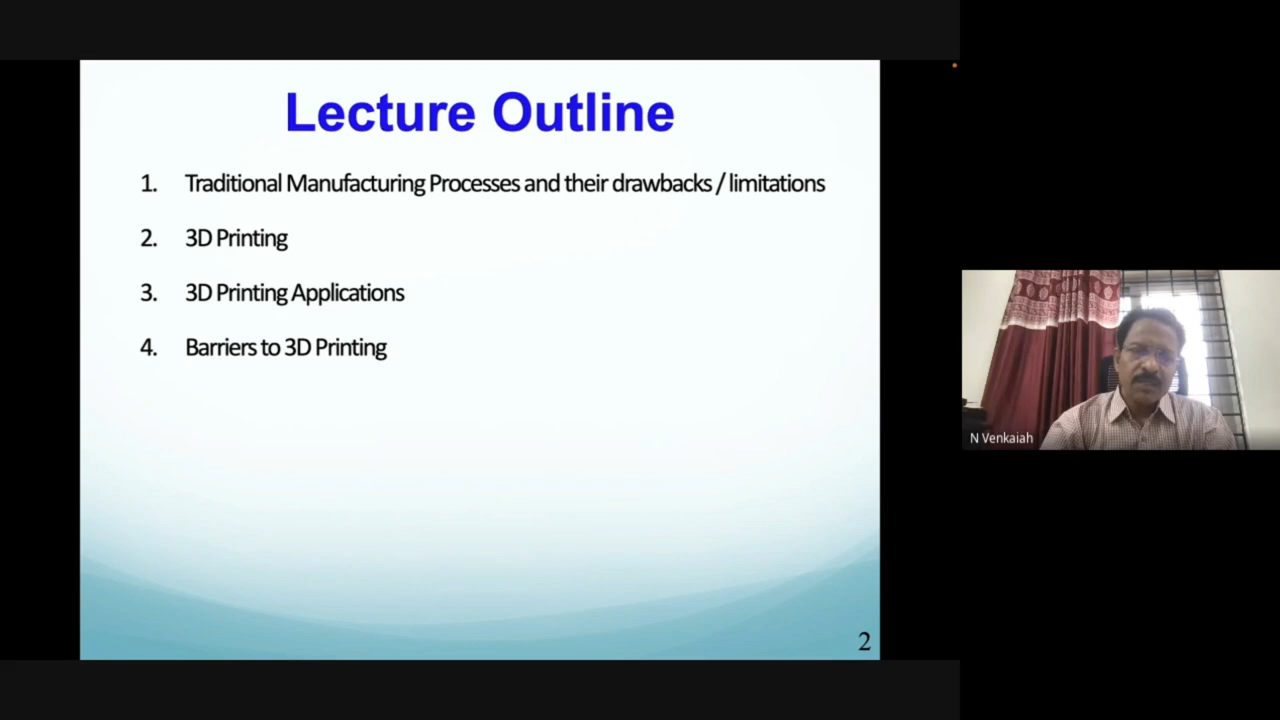 Lecture Outline
1. Traditional Manufacturing Processes and their drawbacks / limitations
2. 3D Printing
3. 3D Printing Applications
4. Barriers to 3D Printing
2
N Venkaiah